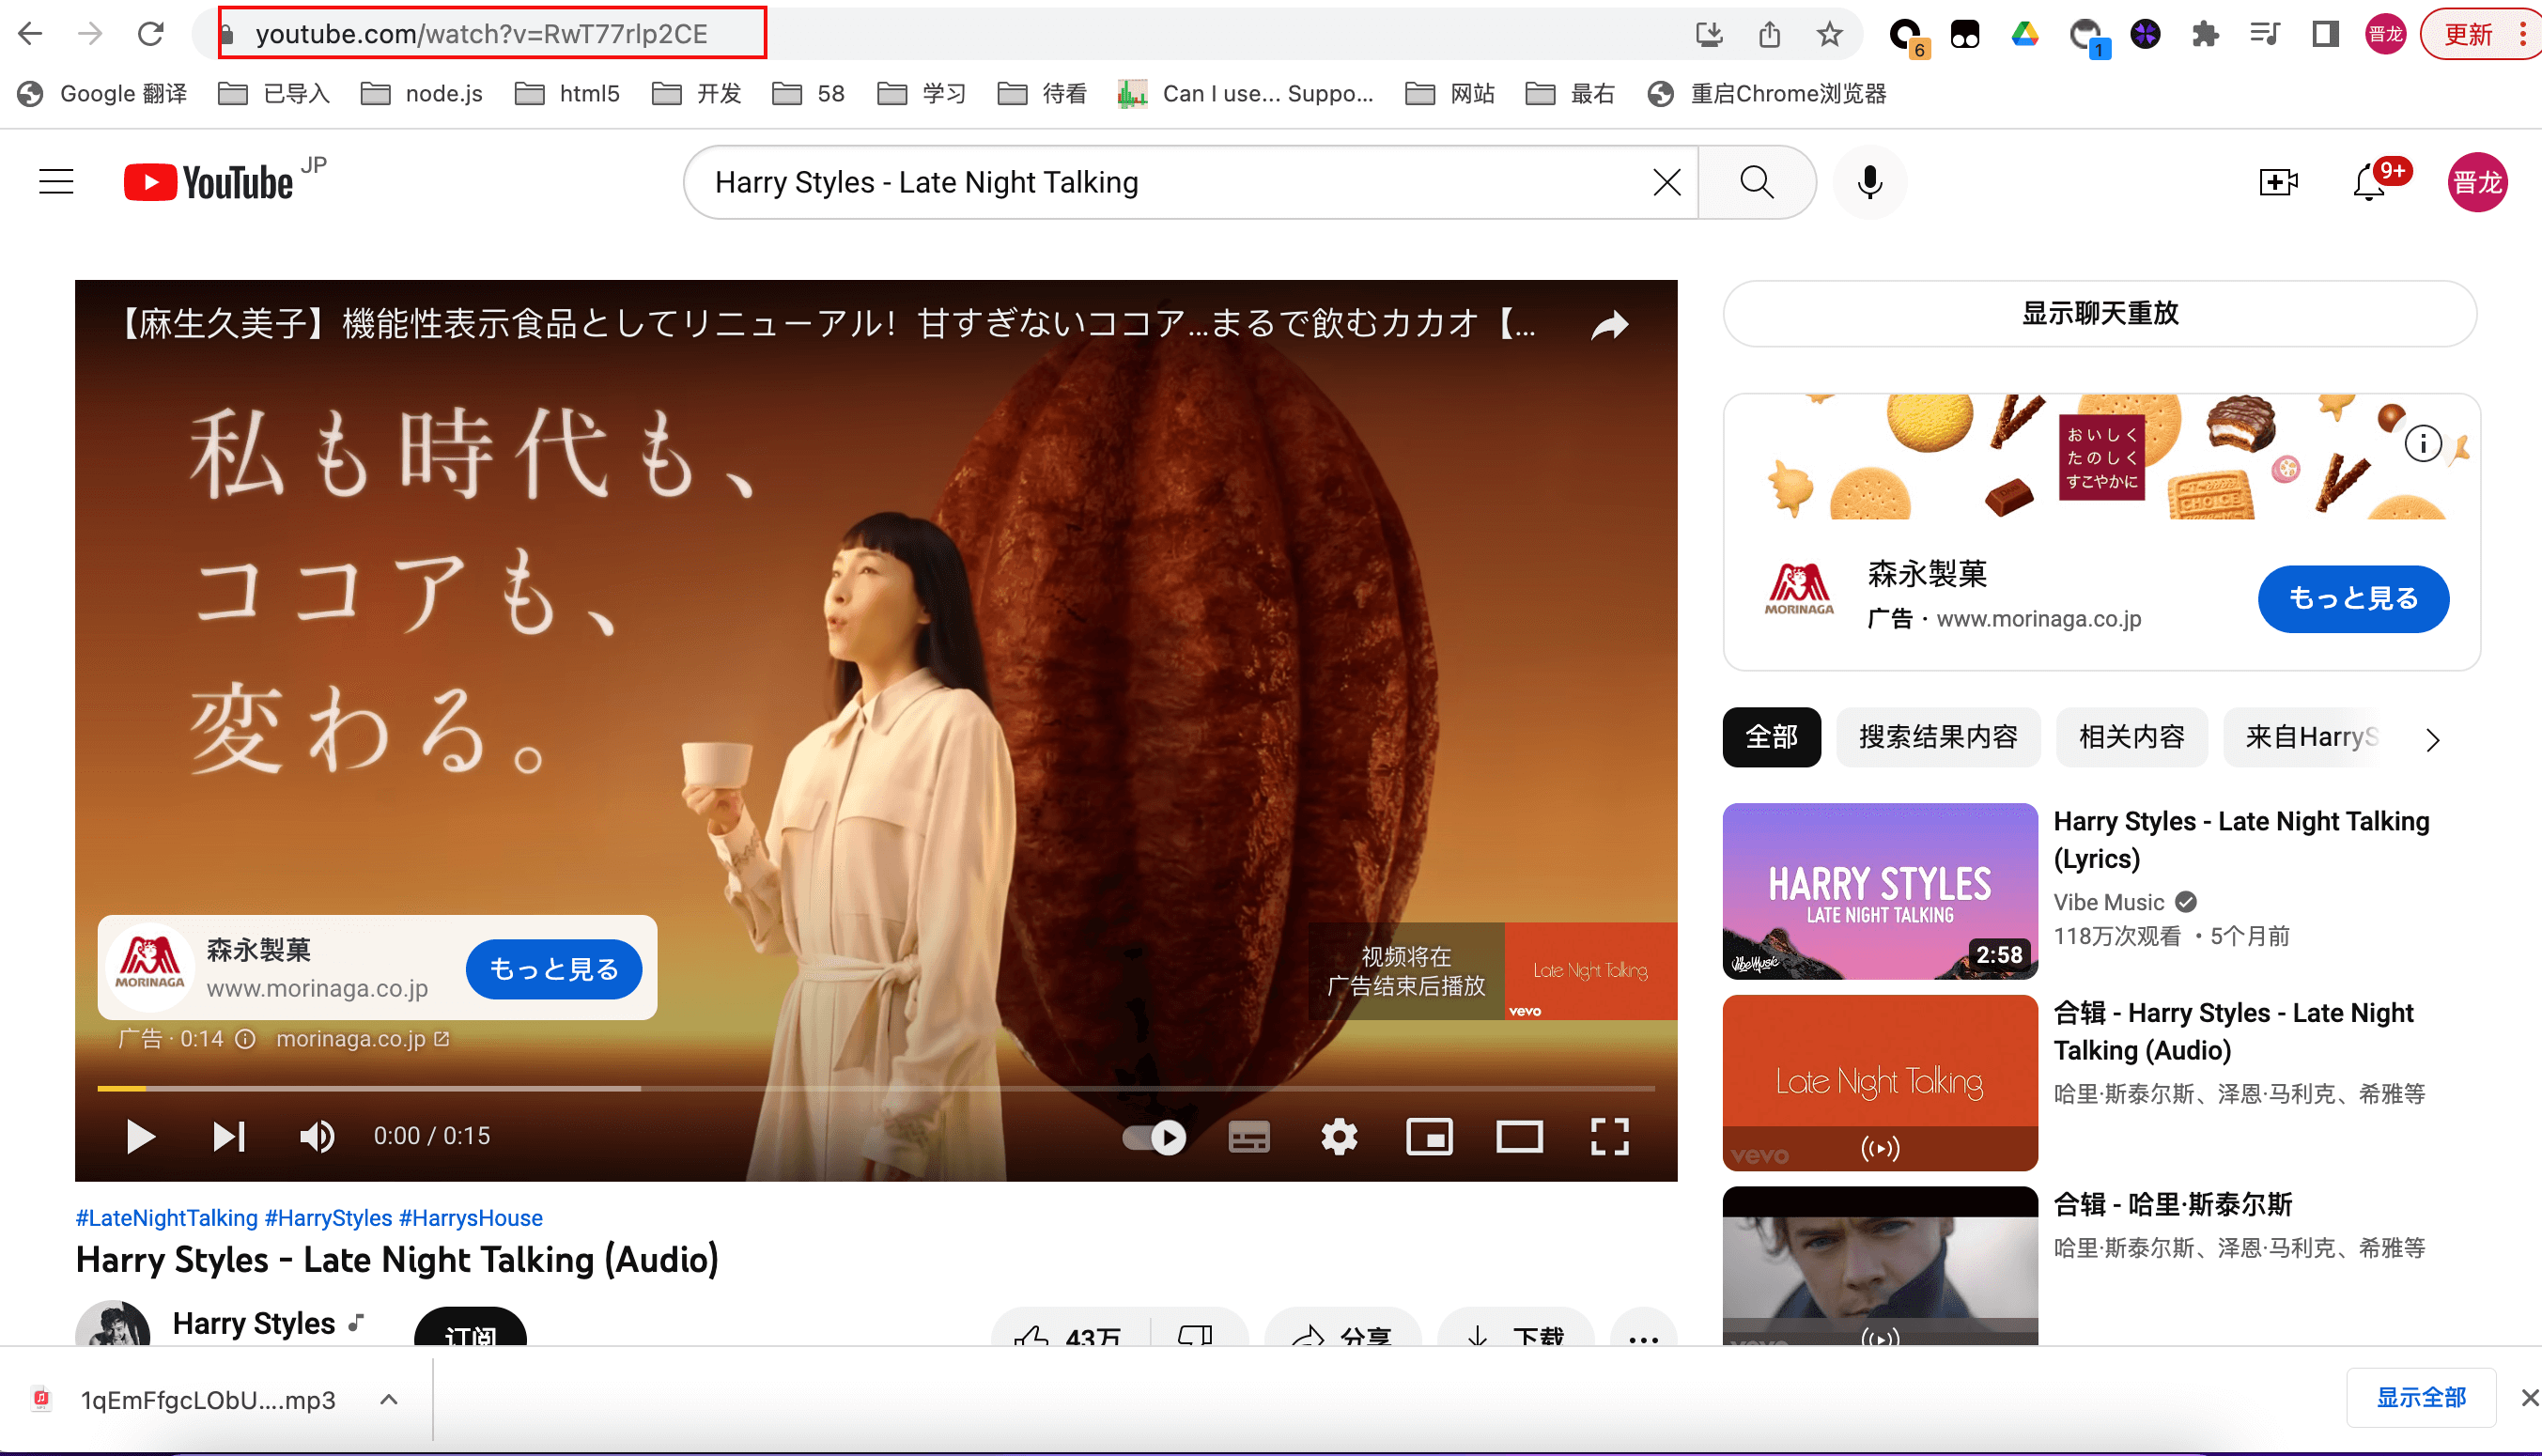 youtube.com/watch?v=RwT77rlp2CE
6
1
晋龙
更新
Google 翻译
已导入
node.js
html5
开发
58
学习
待看
Can I use... Suppo...
网站
最右
重启Chrome浏览器
YouTube JP
Harry Styles - Late Night Talking
9+
晋龙
【麻生久美子】機能性表示食品としてリニューアル！甘すぎないココア...まるで飲むカカオ【...
私も時代も、
ココアも、
変わる。
MORINAGA
森永製菓
www.morinaga.co.jp
もっと見る
广告 · 0:14
morinaga.co.jp
视频将在
广告结束后播放
Late Night Talking
vevo
0:00 / 0:15
#LateNightTalking #HarryStyles #HarrysHouse
Harry Styles - Late Night Talking (Audio)
Harry Styles
订阅
43万
分享
下载
显示聊天重放
おいしく
たのしく
すこやかに
CHOICE
MORINAGA
森永製菓
广告 · www.morinaga.co.jp
もっと見る
全部
搜索结果内容
相关内容
来自HarryS
HARRY STYLES
LATE NIGHT TALKING
VibeMusic
2:58
Harry Styles - Late Night Talking
(Lyrics)
Vibe Music
118万次观看 • 5个月前
Late Night Talking
vevo
合辑 - Harry Styles - Late Night
Talking (Audio)
哈里·斯泰尔斯、泽恩·马利克、希雅等
合辑 - 哈里·斯泰尔斯
哈里·斯泰尔斯、泽恩·马利克、希雅等
1qEmFfgcLObU....mp3
显示全部